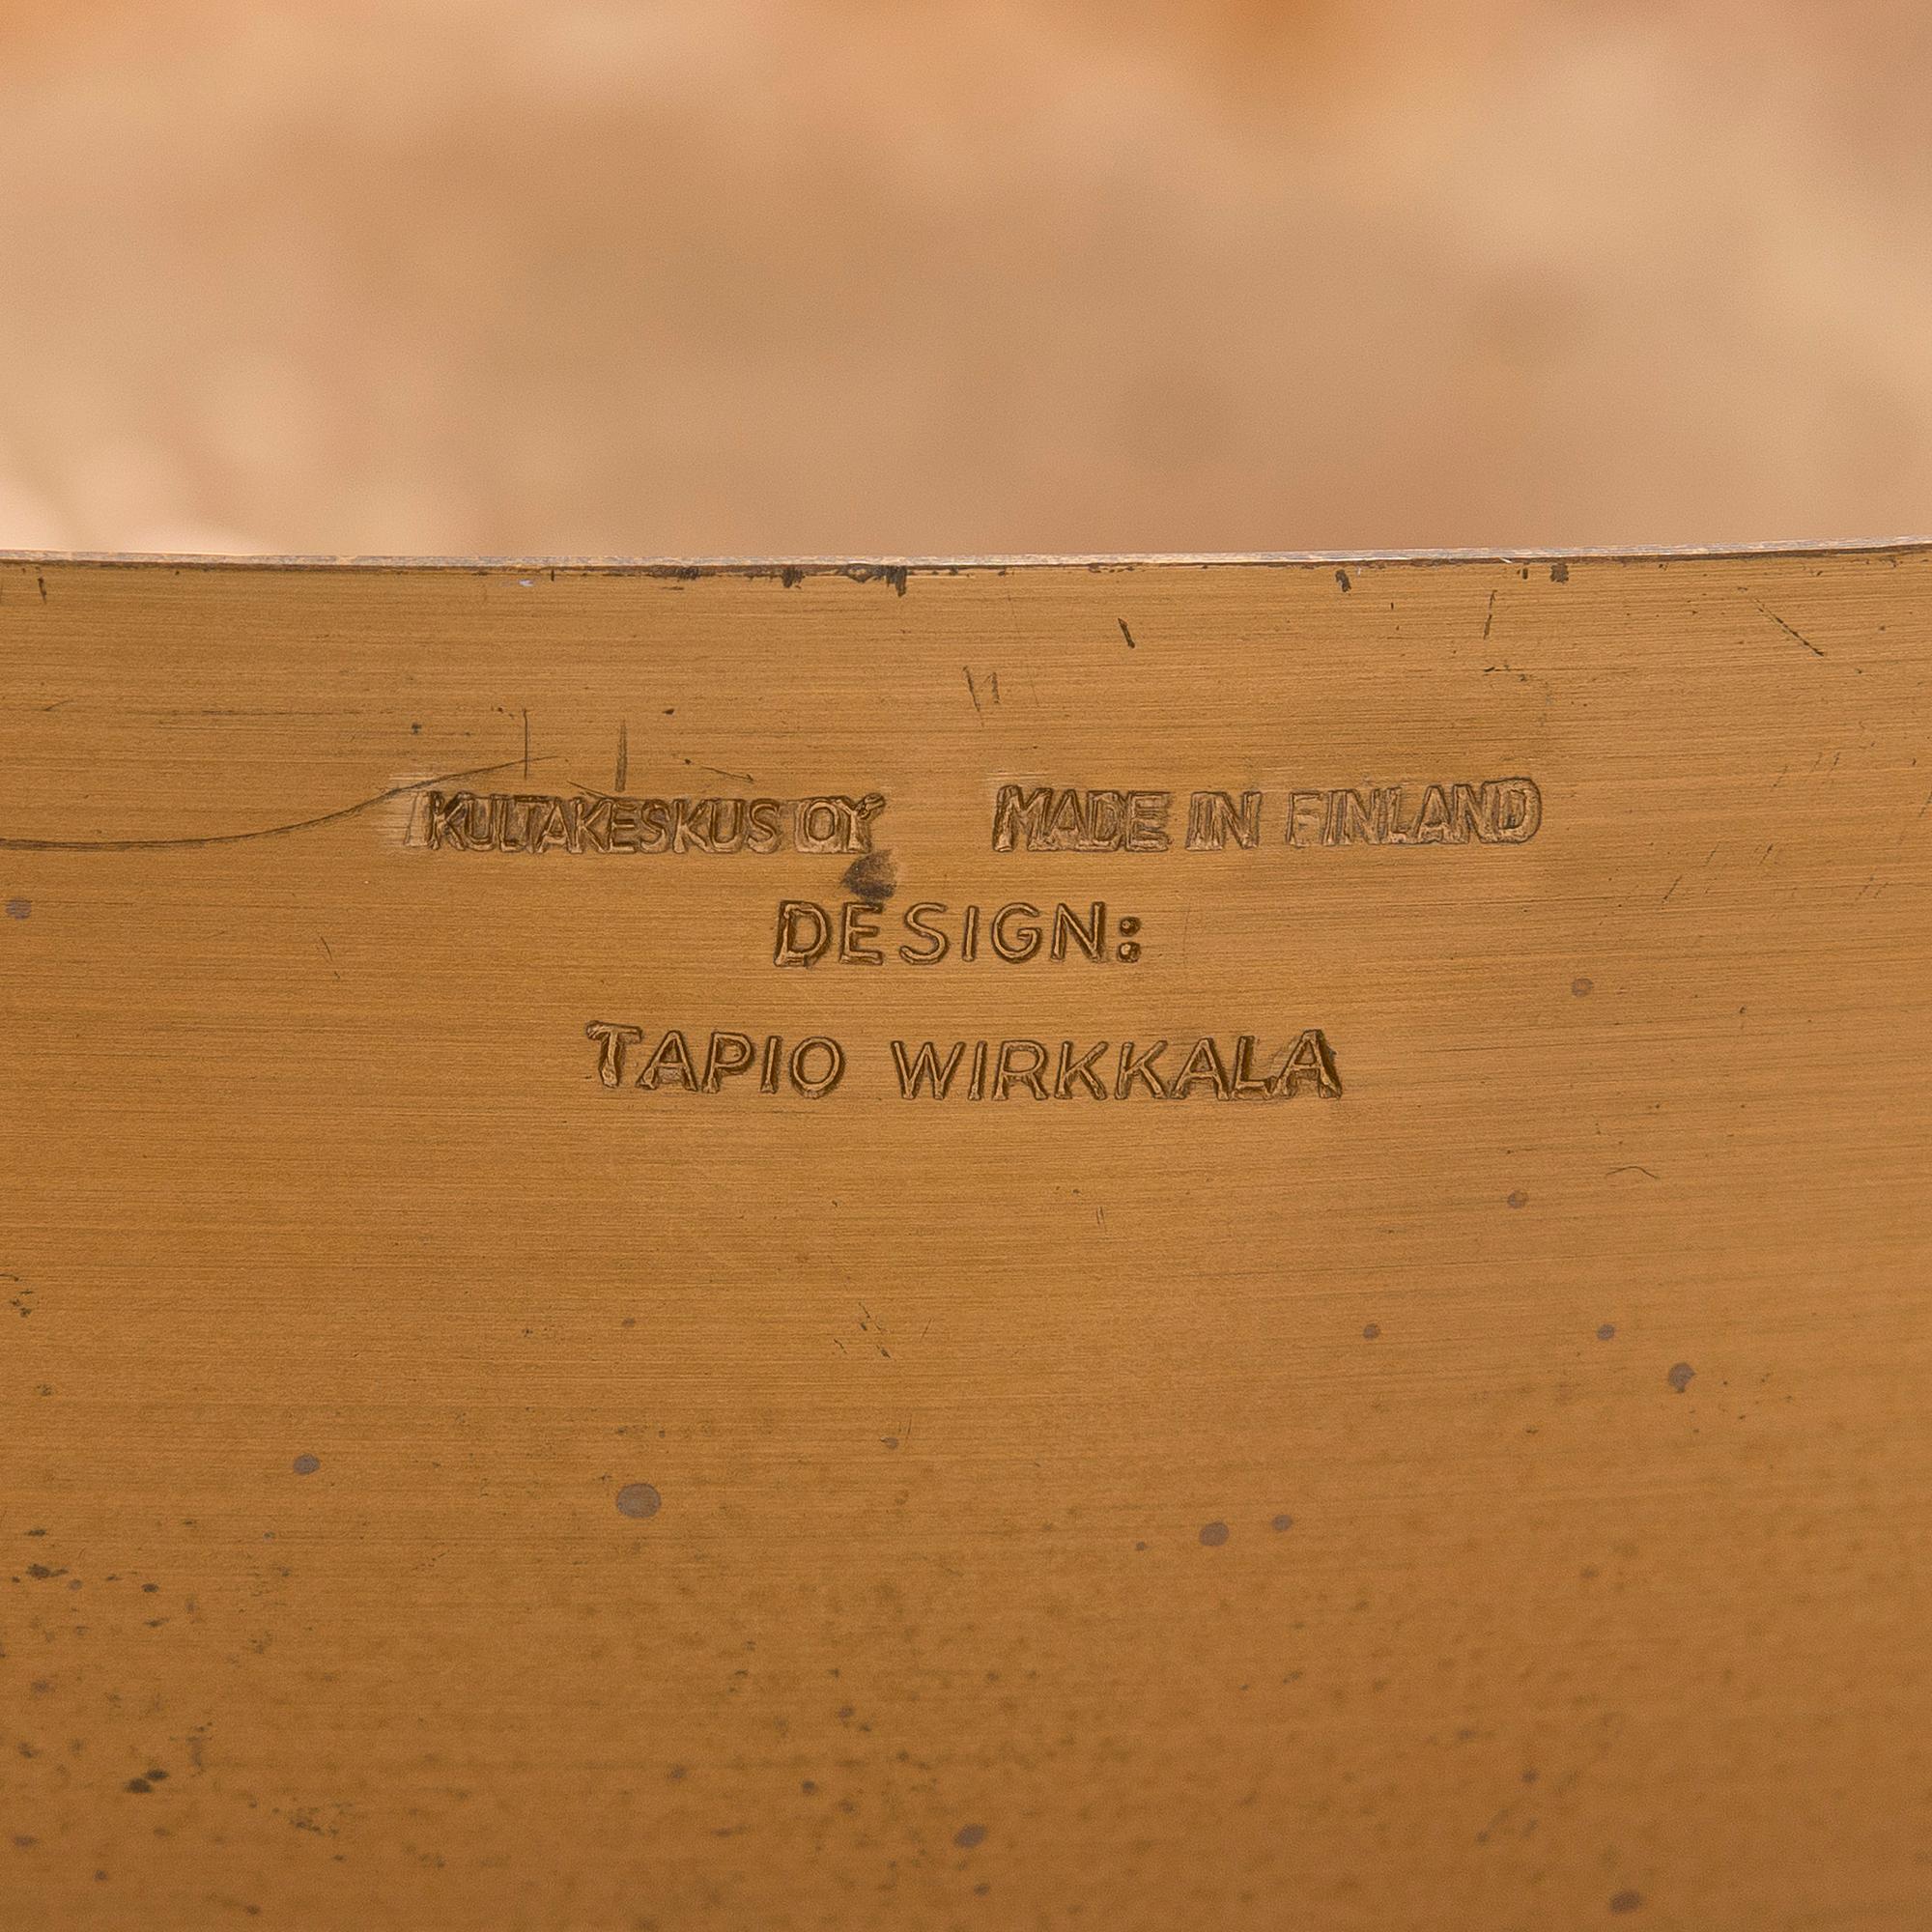 KULTAKESKUS OY MADE IN FINLAND
DESIGN:
TAPIO WIRKKALA